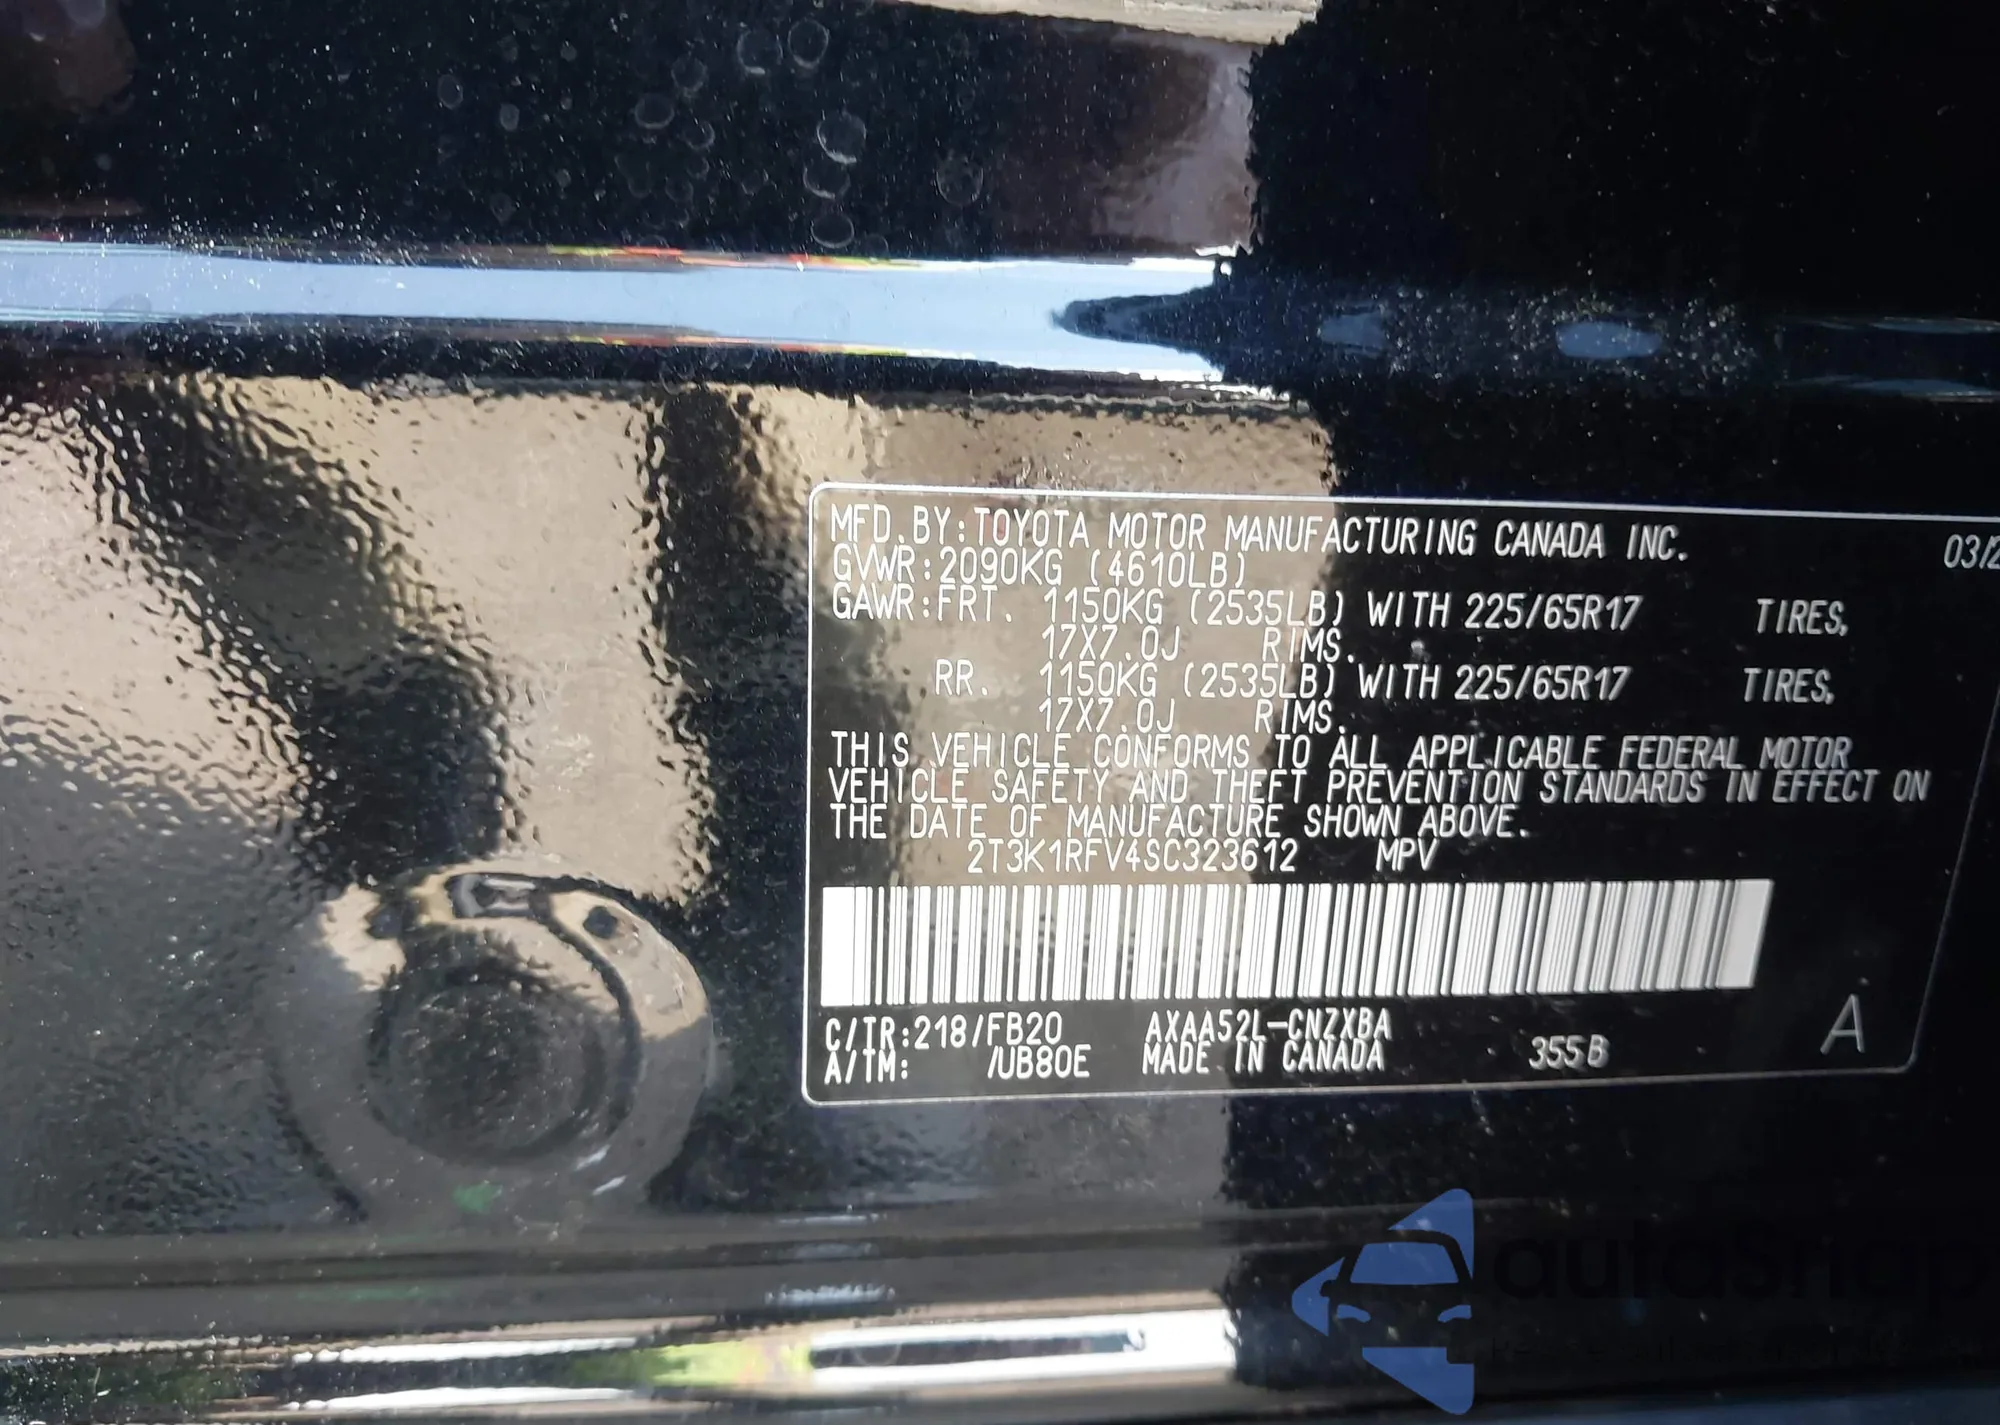 MFD.BY:TOYOTA MOTOR MANUFACTURING CANADA INC. 03/2
GVWR:2090KG (4610LB)
GAWR:FRT. 1150KG (2535LB) WITH 225/65R17 TIRES,
17X7.0J RIMS.
RR. 1150KG (2535LB) WITH 225/65R17 TIRES,
17X7.0J RIMS.
THIS VEHICLE CONFORMS TO ALL APPLICABLE FEDERAL MOTOR
VEHICLE SAFETY AND THEFT PREVENTION STANDARDS IN EFFECT ON
THE DATE OF MANUFACTURE SHOWN ABOVE.
2T3K1RFV4SC323612 MPV
C/TR:218/FB20 AXAA52L-CNZXBA
A/TM: /UB80E MADE IN CANADA 355B A